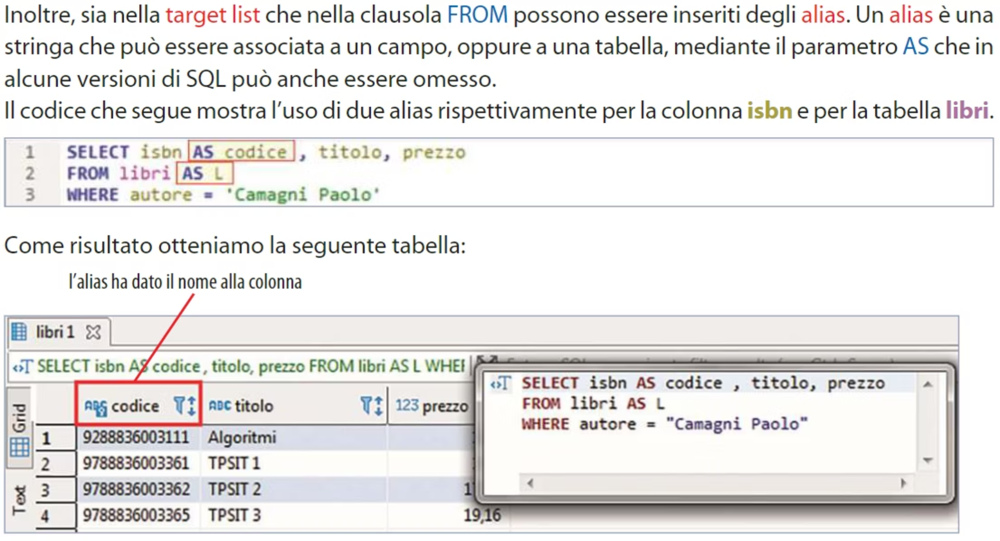 Inoltre, sia nella target list che nella clausola FROM possono essere inseriti degli alias. Un alias è una
stringa che può essere associata a un campo, oppure a una tabella, mediante il parametro AS che in
alcune versioni di SQL può anche essere omesso.
Il codice che segue mostra l'uso di due alias rispettivamente per la colonna isbn e per la tabella libri.
1 SELECT isbn AS codice , titolo, prezzo
2 FROM libri AS L
3 WHERE autore = 'Camagni Paolo'
Come risultato otteniamo la seguente tabella:
l'alias ha dato il nome alla colonna
libri 1
SELECT isbn AS codice , titolo, prezzo FROM libri AS L WHER
SELECT isbn AS codice , titolo, prezzo
FROM libri AS L
WHERE autore = "Camagni Paolo"
Grid
Text
ABC codice ABC titolo 123 prezzo
1 9288836003111 Algoritmi
2 9788836003361 TPSIT 1
3 9788836003362 TPSIT 2
4 9788836003365 TPSIT 3 19,16